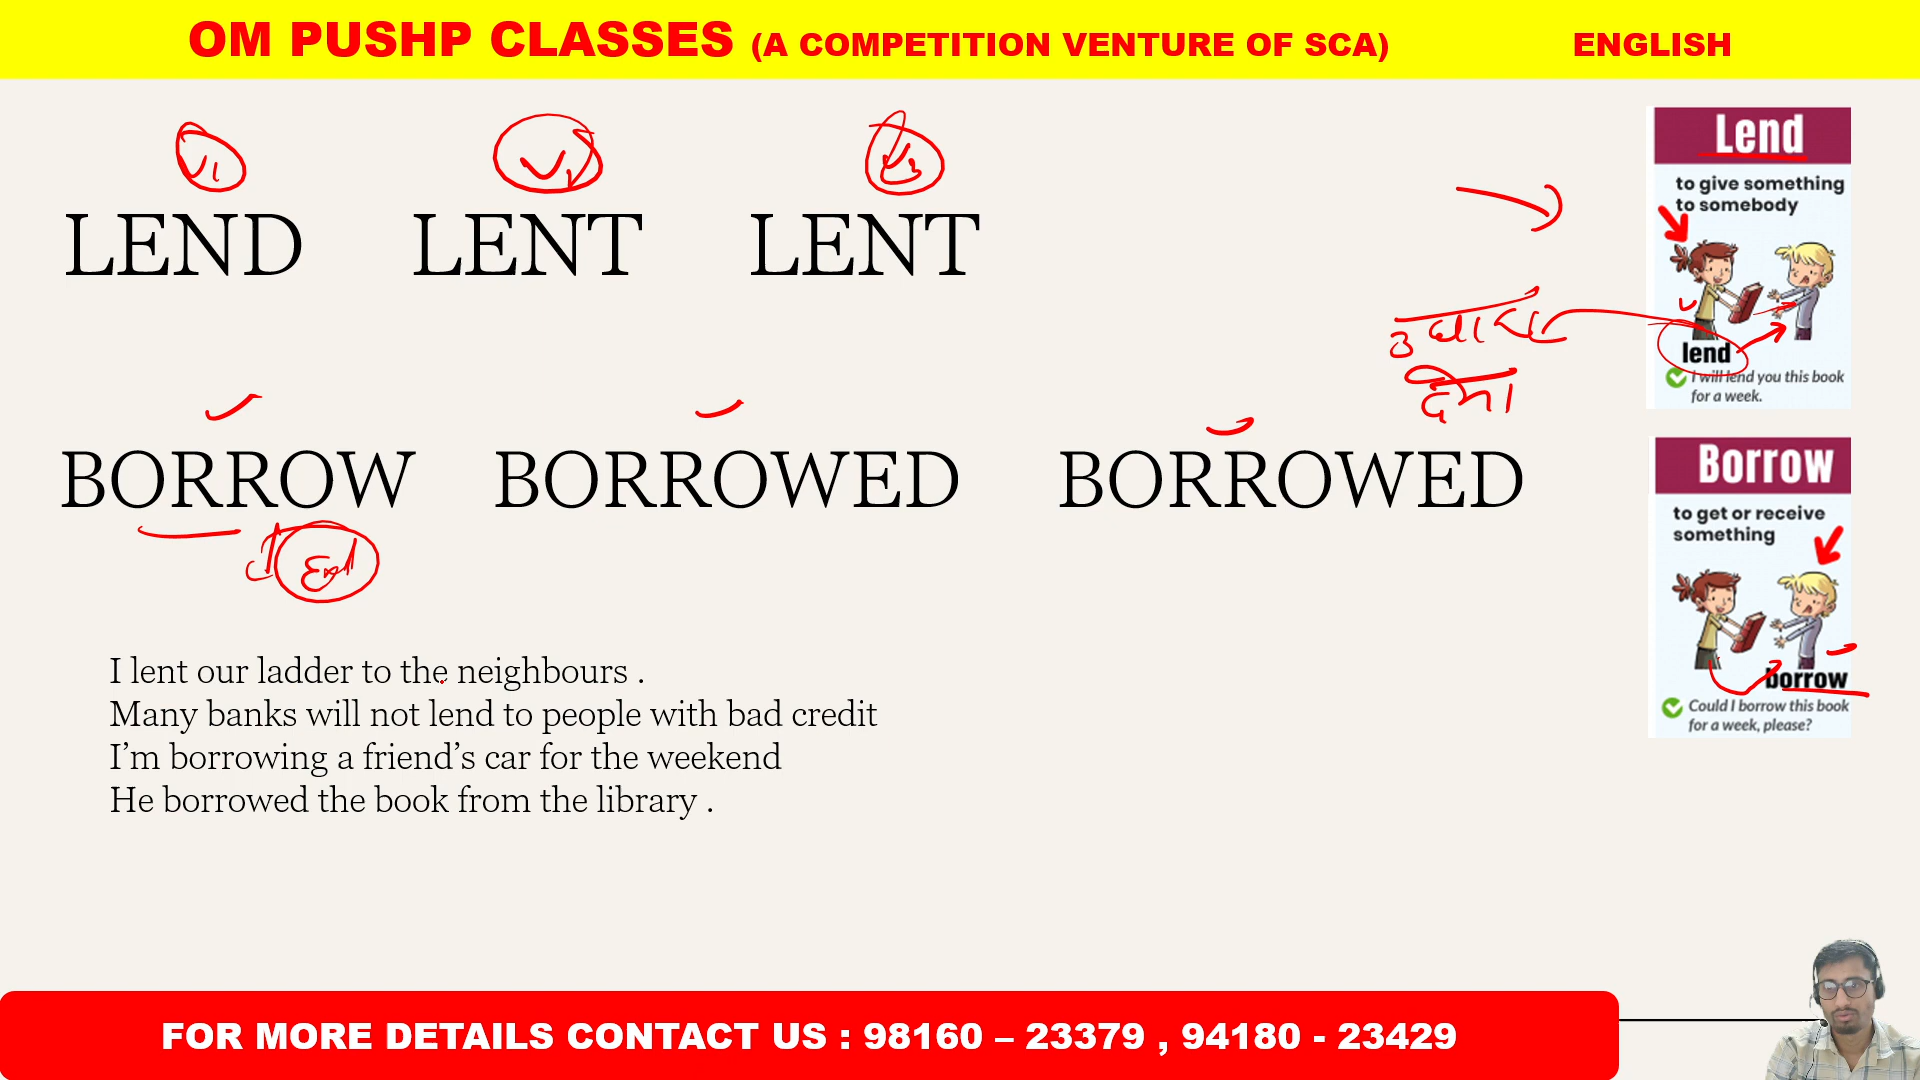 OM PUSHP CLASSES (A COMPETITION VENTURE OF SCA) ENGLISH
V1
LEND LENT LENT
उधार
देना
BORROW BORROWED BORROWED
I lent our ladder to the neighbours .
Many banks will not lend to people with bad credit
I’m borrowing a friend’s car for the weekend
He borrowed the book from the library .
Lend
to give something
to somebody
lend
I will lend you this book
for a week.
Borrow
to get or receive
something
borrow
Could I borrow this book
for a week, please?
FOR MORE DETAILS CONTACT US : 98160 – 23379 , 94180 - 23429